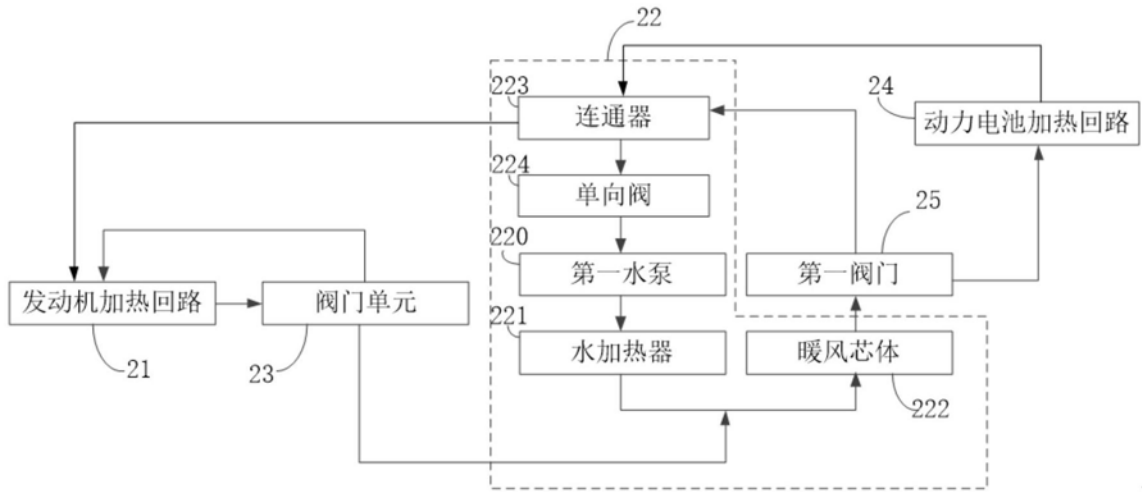 22
223
连通器
24
动力电池加热回路
224
单向阀
25
220
第一水泵
第一阀门
发动机加热回路
阀门单元
221
水加热器
暖风芯体
21
23
222